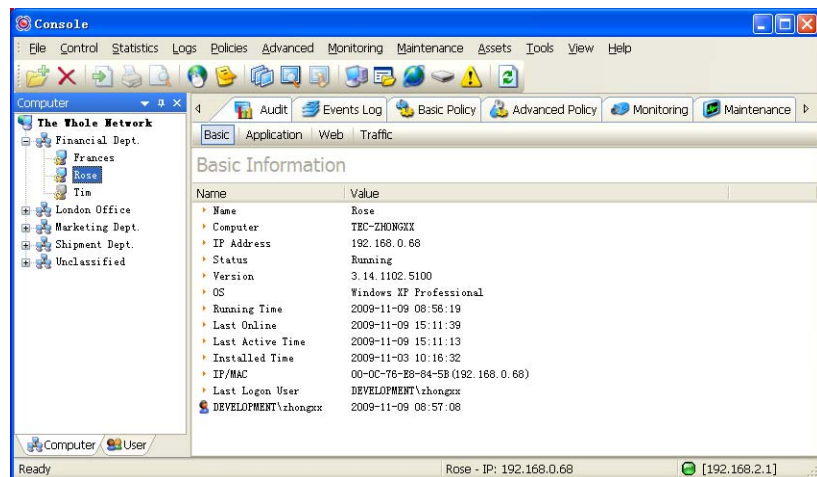 Console
File Control Statistics Logs Policies Advanced Monitoring Maintenance Assets Tools View Help
Computer
The Whole Network
Financial Dept.
Frances
Rose
Tim
London Office
Marketing Dept.
Shipment Dept.
Unclassified
Computer User
Audit Events Log Basic Policy Advanced Policy Monitoring Maintenance
Basic Application Web Traffic
Basic Information
Name Value
Name Rose
Computer TEC-ZHONGXX
IP Address 192.168.0.68
Status Running
Version 3.14.1102.5100
OS Windows XP Professional
Running Time 2009-11-09 08:56:19
Last Online 2009-11-09 15:11:39
Last Active Time 2009-11-09 15:11:13
Installed Time 2009-11-03 10:16:32
IP/MAC 00-0C-76-E8-84-5B(192.168.0.68)
Last Logon User DEVELOPMENT\zhongxx
DEVELOPMENT\zhongxx 2009-11-09 08:57:08
Ready Rose - IP: 192.168.0.68 [192.168.2.1]